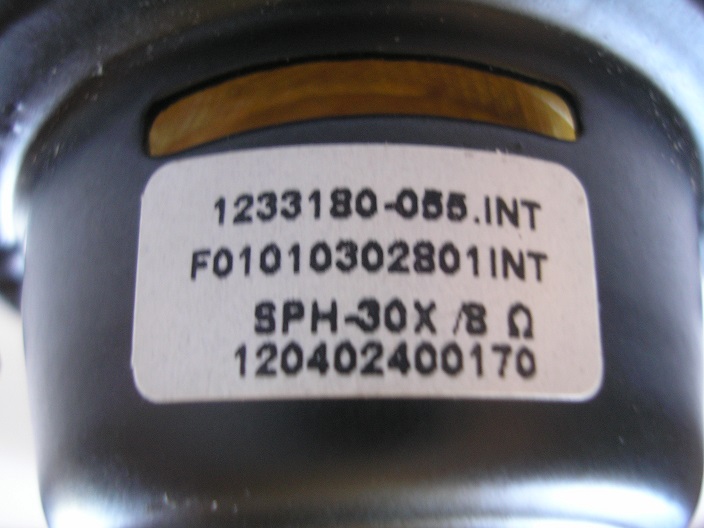 1233180-055.INT
F01010302801INT
SPH-30X /8 Ω
120402400170